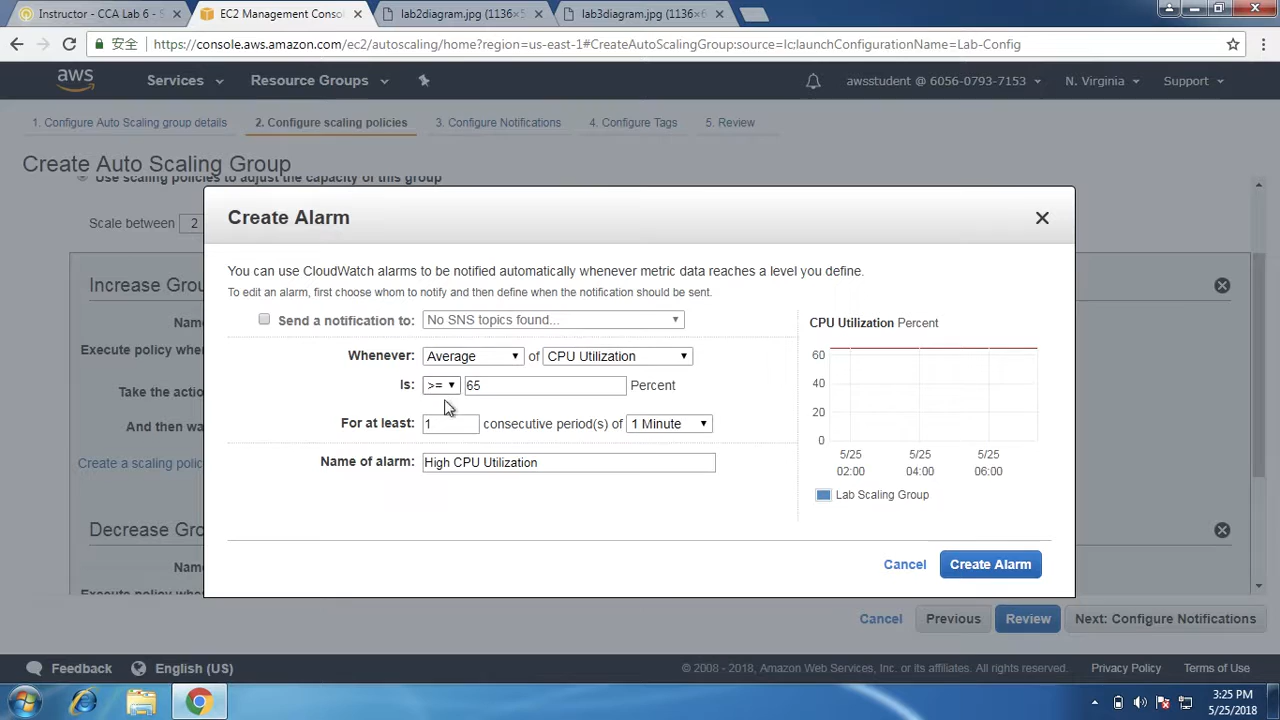 Instructor - CCA Lab 6 - S
EC2 Management Conso
lab2diagram.jpg (1136×5
lab3diagram.jpg (1136×6
安全 https://console.aws.amazon.com/ec2/autoscaling/home?region=us-east-1#CreateAutoScalingGroup:source=lc;launchConfigurationName=Lab-Config
aws Services Resource Groups awsstudent @ 6056-0793-7153 N. Virginia Support
1. Configure Auto Scaling group details 2. Configure scaling policies 3. Configure Notifications 4. Configure Tags 5. Review
Create Auto Scaling Group
Use scaling policies to adjust the capacity of this group
Scale between 2
Increase Grou
Name
Execute policy when
Take the action
And then wa
Create a scaling polic
Decrease Gro
Name
Execute policy when
Create Alarm
You can use CloudWatch alarms to be notified automatically whenever metric data reaches a level you define.
To edit an alarm, first choose whom to notify and then define when the notification should be sent.
Send a notification to: No SNS topics found...
Whenever: Average of CPU Utilization
Is: >= 65 Percent
For at least: 1 consecutive period(s) of 1 Minute
Name of alarm: High CPU Utilization
CPU Utilization Percent
60
40
20
0
5/25 5/25 5/25
02:00 04:00 06:00
Lab Scaling Group
Cancel Create Alarm
Cancel Previous Review Next: Configure Notifications
Feedback English (US) © 2008 - 2018, Amazon Web Services, Inc. or its affiliates. All rights reserved. Privacy Policy Terms of Use
3:25 PM
5/25/2018